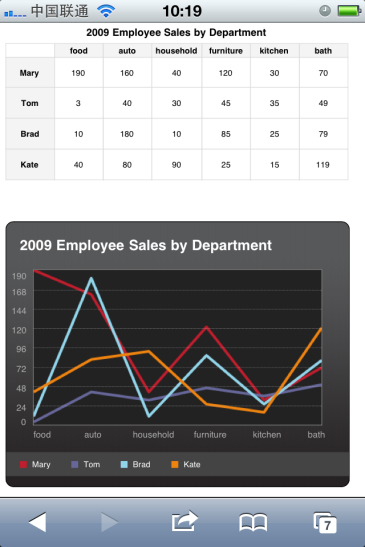 中国联通 10:19
2009 Employee Sales by Department
food auto household furniture kitchen bath
Mary 190 160 40 120 30 70
Tom 3 40 30 45 35 49
Brad 10 180 10 85 25 79
Kate 40 80 90 25 15 119
2009 Employee Sales by Department
190
168
144
120
96
72
48
24
0
food auto household furniture kitchen bath
Mary Tom Brad Kate
7